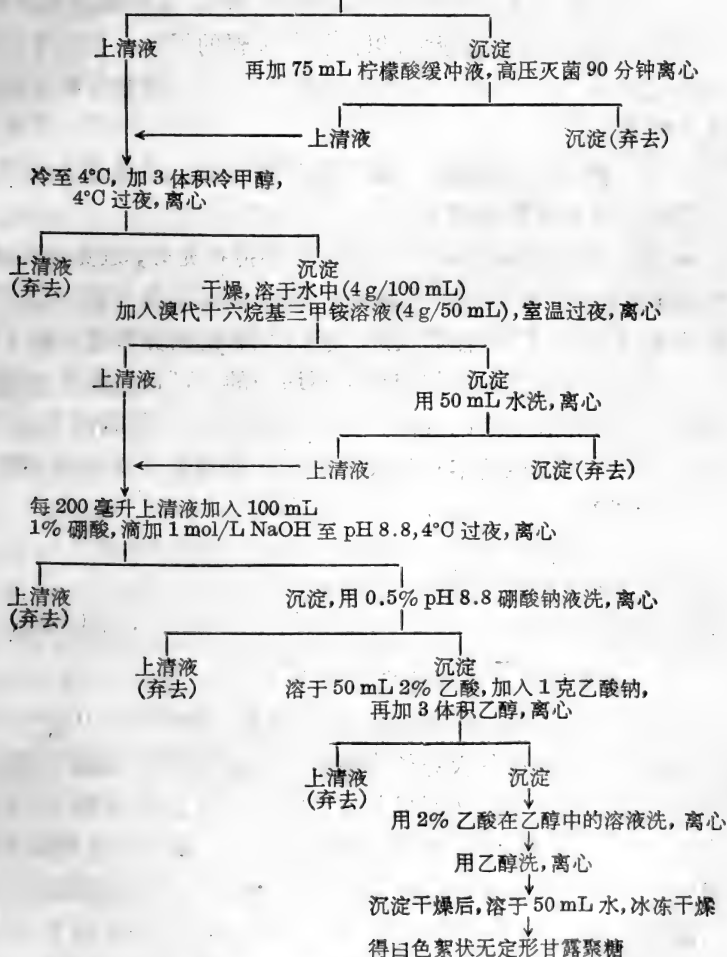 上清液
沉淀
再加 75 mL 柠檬酸缓冲液,高压灭菌 90 分钟离心
上清液
沉淀(弃去)
冷至 4°C, 加 3 体积冷甲醇,
4°C 过夜,离心
上清液
(弃去)
沉淀
干燥,溶于水中(4 g/100 mL)
加入溴代十六烷基三甲铵溶液(4 g/50 mL),室温过夜,离心
上清液
沉淀
用 50 mL 水洗,离心
上清液
沉淀(弃去)
每 200 毫升上清液加入 100 mL
1% 硼酸,滴加 1 mol/L NaOH 至 pH 8.8,4°C 过夜,离心
上清液
(弃去)
沉淀,用 0.5% pH 8.8 硼酸钠液洗,离心
上清液
(弃去)
沉淀
溶于 50 mL 2% 乙酸,加入 1 克乙酸钠,
再加 3 体积乙醇,离心
上清液
(弃去)
沉淀
用 2% 乙酸在乙醇中的溶液洗,离心
用乙醇洗,离心
沉淀干燥后,溶于 50 mL 水,冰冻干燥
得曰色絮状无定形甘露聚糖